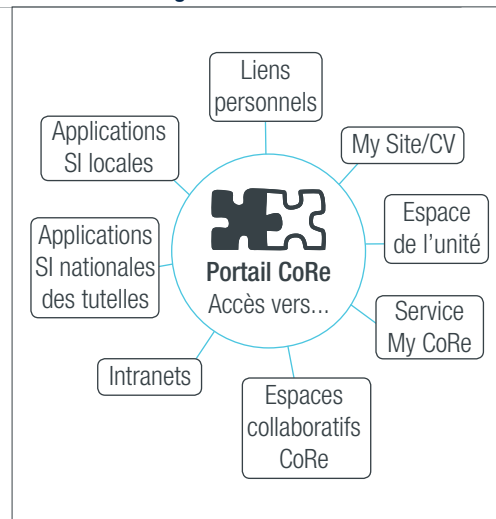 Liens
personnels
Applications
SI locales
My Site/CV
Espace
de l'unité
Applications
SI nationales
des tutelles
Portail CoRe
Accès vers...
Service
My CoRe
Intranets
Espaces
collaboratifs
CoRe